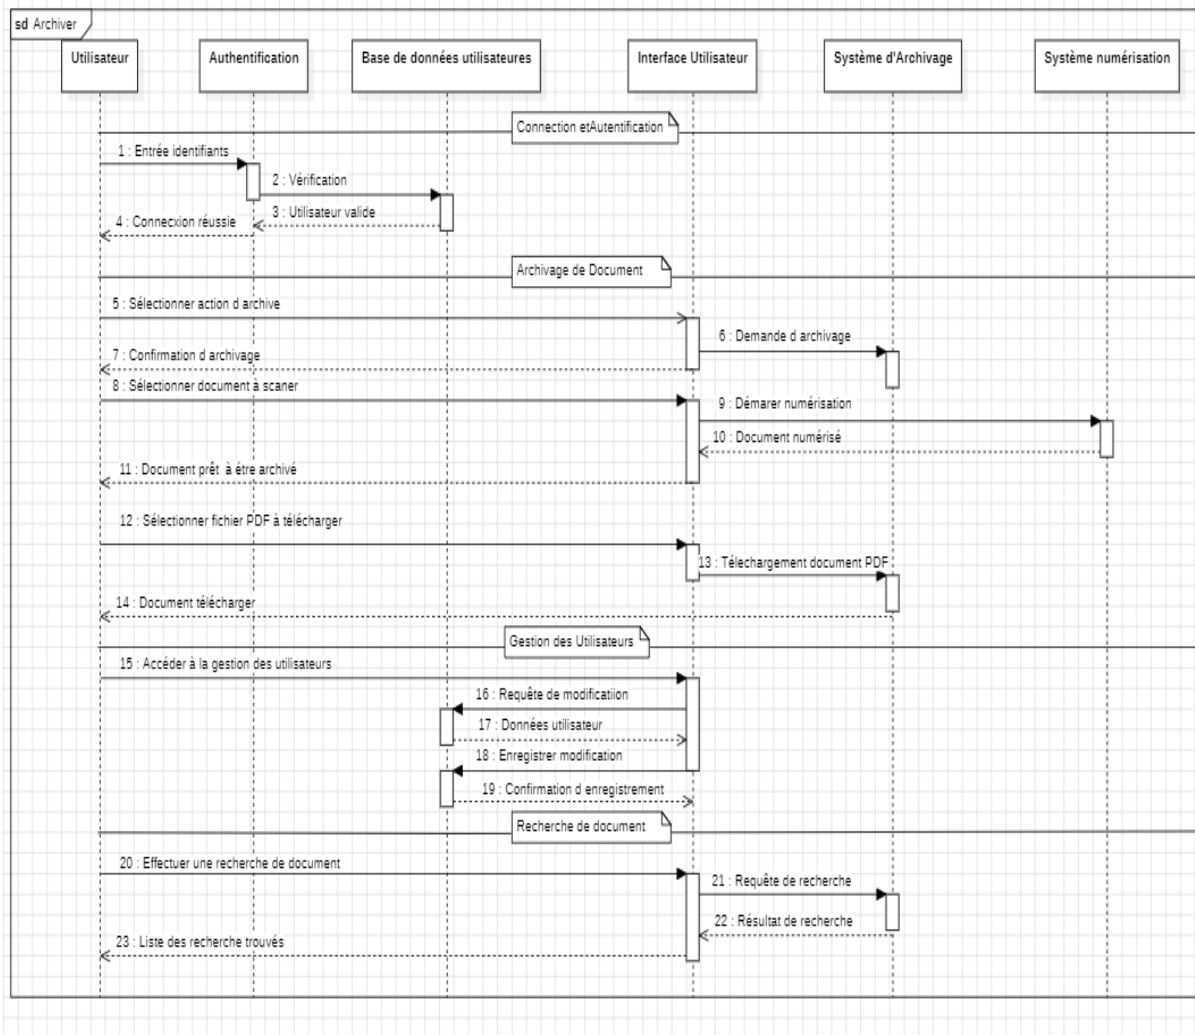 sd Archiver
Utilisateur
Authentification
Base de données utilisateures
Interface Utilisateur
Système d'Archivage
Système numérisation
Connection etAutentification
1 : Entrée identifiants
2 : Vérification
3 : Utilisateur valide
4 : Connecxion réussie
Archivage de Document
5 : Sélectionner action d archive
6 : Demande d archivage
7 : Confirmation d archivage
8 : Sélectionner document à scaner
9 : Démarer numérisation
10 : Document numérisé
11 : Document prêt à étre archivé
12 : Sélectionner fichier PDF à télécharger
13 : Télechargement document PDF
14 : Document télécharger
Gestion des Utilisateurs
15 : Accéder à la gestion des utilisateurs
16 : Requête de modificatiion
17 : Données utilisateur
18 : Enregistrer modification
19 : Confirmation d enregistrement
Recherche de document
20 : Effectuer une recherche de document
21 : Requête de recherche
22 : Résultat de recherche
23 : Liste des recherche trouvés